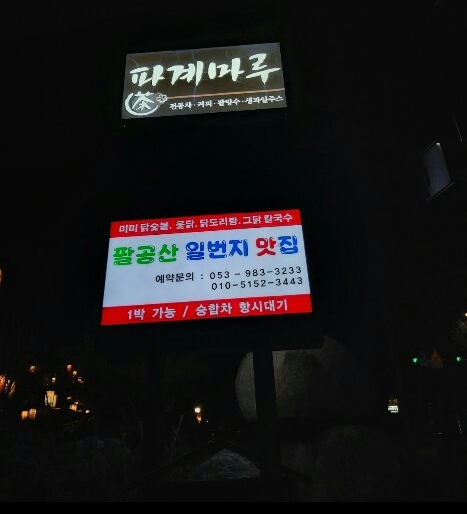 파계마루
茶
전통차·커피·팥빙수·생과일주스
미미 닭숯불. 옻닭. 닭도리탕. 그닭 칼국수
팔공산 일번지 맛집
예약문의 : 053 - 983-3233
010-5152-3443
1박 가능 / 승합차 항시대기